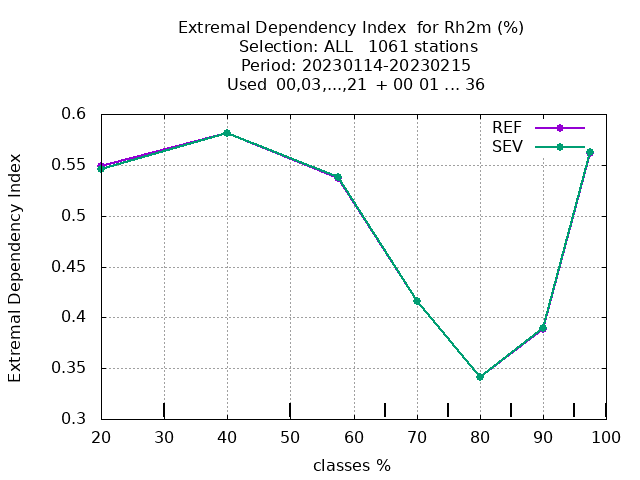 Extremal Dependency Index  for Rh2m (%)
Selection: ALL   1061 stations
Period: 20230114-20230215
Used  00,03,...,21  + 00 01 ... 36
REF
SEV
0.6
0.55
0.5
0.45
0.4
0.35
0.3
Extremal Dependency Index
20 30 40 50 60 70 80 90 100
classes %